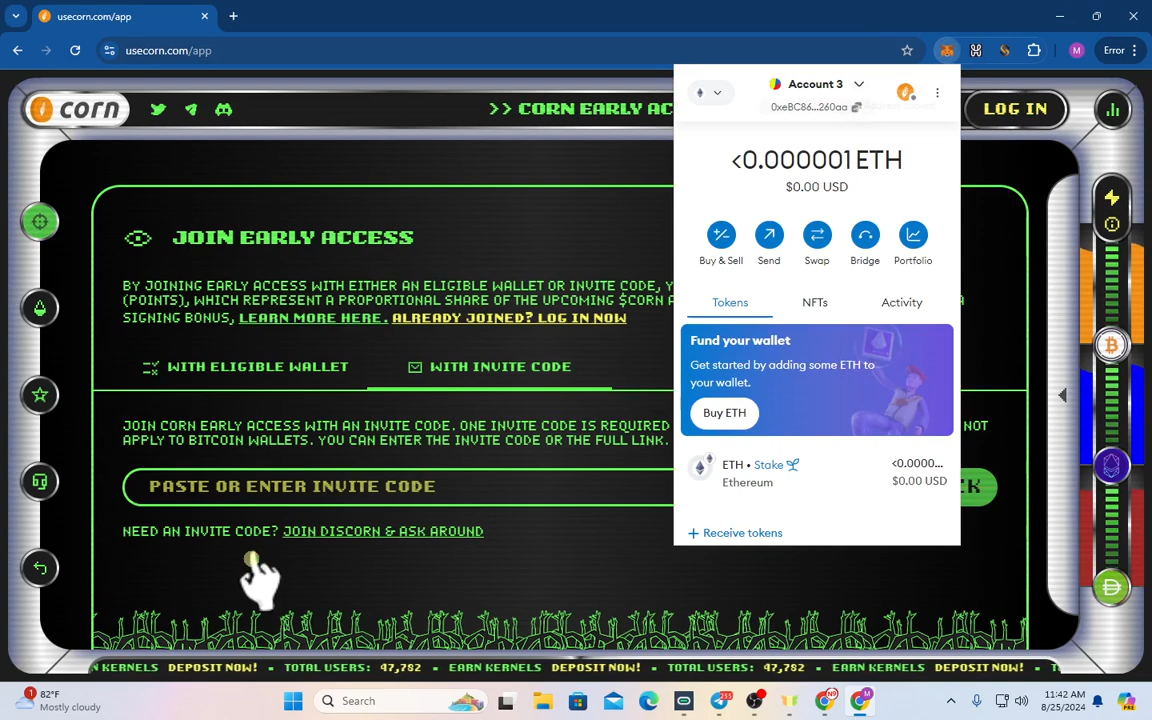 usecorn.com/app
usecorn.com/app
M
Error
corn
>> CORN EARLY AC
LOG IN
Account 3
0xeBC86...260aa
<0.000001 ETH
$0.00 USD
Buy & Sell
Send
Swap
Bridge
Portfolio
Tokens
NFTs
Activity
Fund your wallet
Get started by adding some ETH to
your wallet.
Buy ETH
ETH • Stake
<0.0000...
Ethereum
$0.00 USD
+ Receive tokens
JOIN EARLY ACCESS
BY JOINING EARLY ACCESS WITH EITHER AN ELIGIBLE WALLET OR INVITE CODE, Y
(POINTS), WHICH REPRESENT A PROPORTIONAL SHARE OF THE UPCOMING $CORN A
A
SIGNING BONUS, LEARN MORE HERE. ALREADY JOINED? LOG IN NOW
WITH ELIGIBLE WALLET
WITH INVITE CODE
JOIN CORN EARLY ACCESS WITH AN INVITE CODE. ONE INVITE CODE IS REQUIRED
NOT
APPLY TO BITCOIN WALLETS. YOU CAN ENTER THE INVITE CODE OR THE FULL LINK.
PASTE OR ENTER INVITE CODE
CK
NEED AN INVITE CODE? JOIN DISCORN & ASK AROUND
N KERNELS DEPOSIT NOW! - TOTAL USERS: 47,782 - EARN KERNELS DEPOSIT NOW! - TOTAL USERS: 47,782 - EARN KERNELS DEPOSIT NOW! - TO
1
82°F
Mostly cloudy
Search
255
N9
M
11:42 AM
8/25/2024
PRE